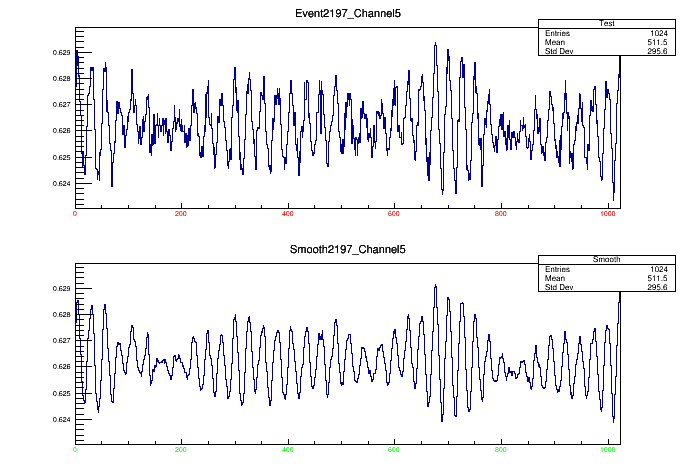 Event2197_Channel5
Test
Entries 1024
Mean 511.5
Std Dev 295.6
0.629
0.628
0.627
0.626
0.625
0.624
0 200 400 600 800 1000
Smooth2197_Channel5
Smooth
Entries 1024
Mean 511.5
Std Dev 295.6
0.629
0.628
0.627
0.626
0.625
0.624
0 200 400 600 800 1000